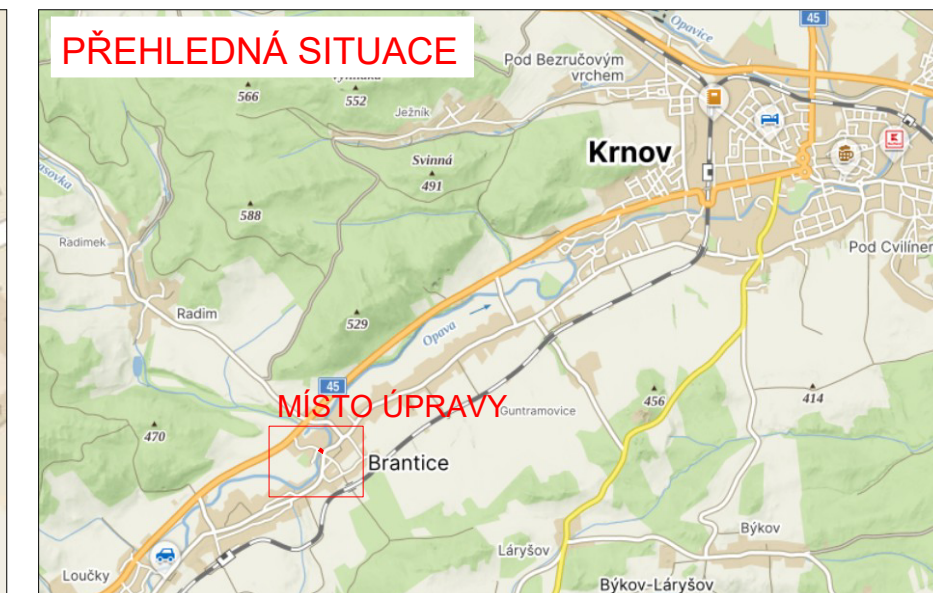 PŘEHLEDNÁ SITUACE
45
Opavice
Pod Bezručovým
vrchem
566
552
Ježník
Krnov
K
Svinná
491
588
Radimek
Pod Cvilíner
Radim
529
Opava
45
MÍSTO ÚPRAVY
Guntramovice
456
414
470
Brantice
Býkov
Láryšov
Loučky
Býkov-Láryšov